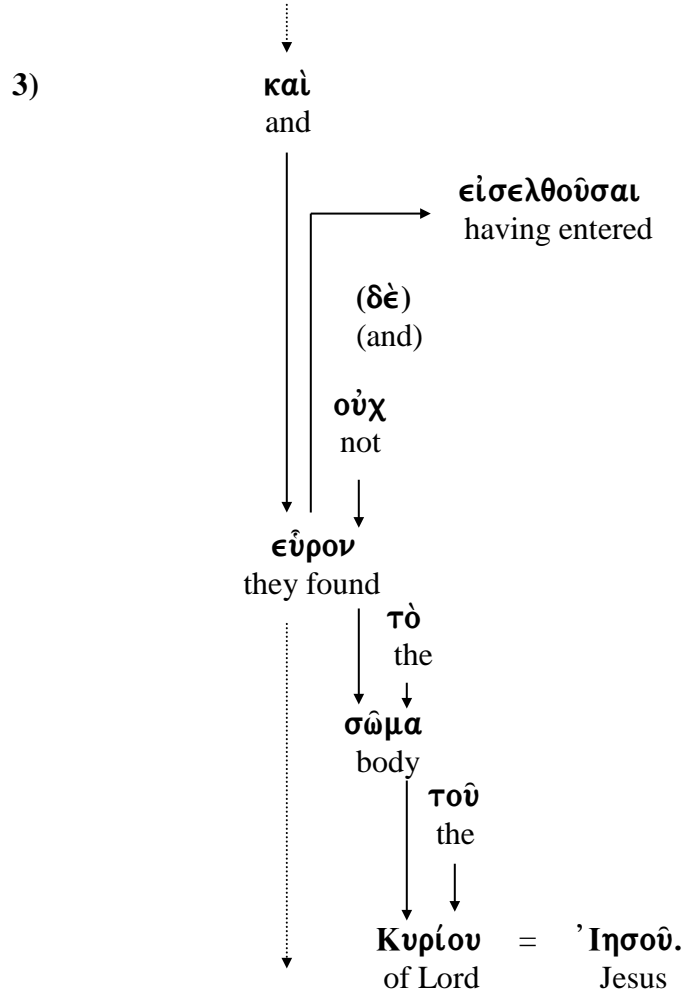 3) καὶ
and
εἰσελθοῦσαι
having entered
(δὲ)
(and)
οὐχ
not
εὗρον
they found
τὸ
the
σῶμα
body
τοῦ
the
Κυρίου = Ἰησοῦ.
of Lord Jesus